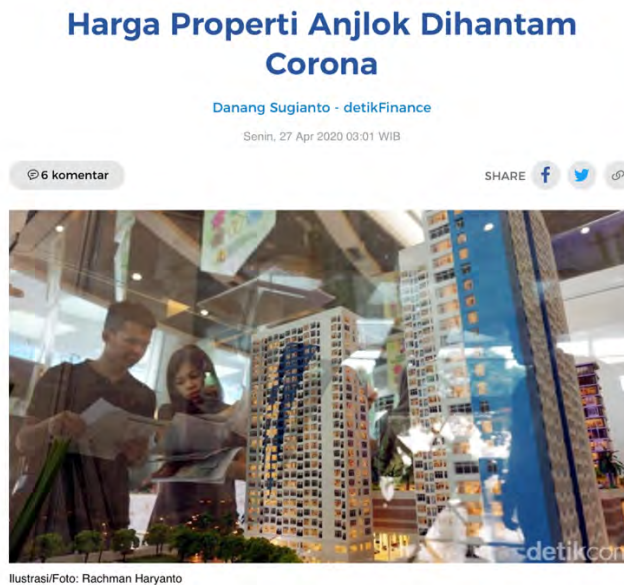 Harga Properti Anjlok Dihantam
Corona
Danang Sugianto - detikFinance
Senin, 27 Apr 2020 03:01 WIB
6 komentar
SHARE
detikcom
Ilustrasi/Foto: Rachman Haryanto